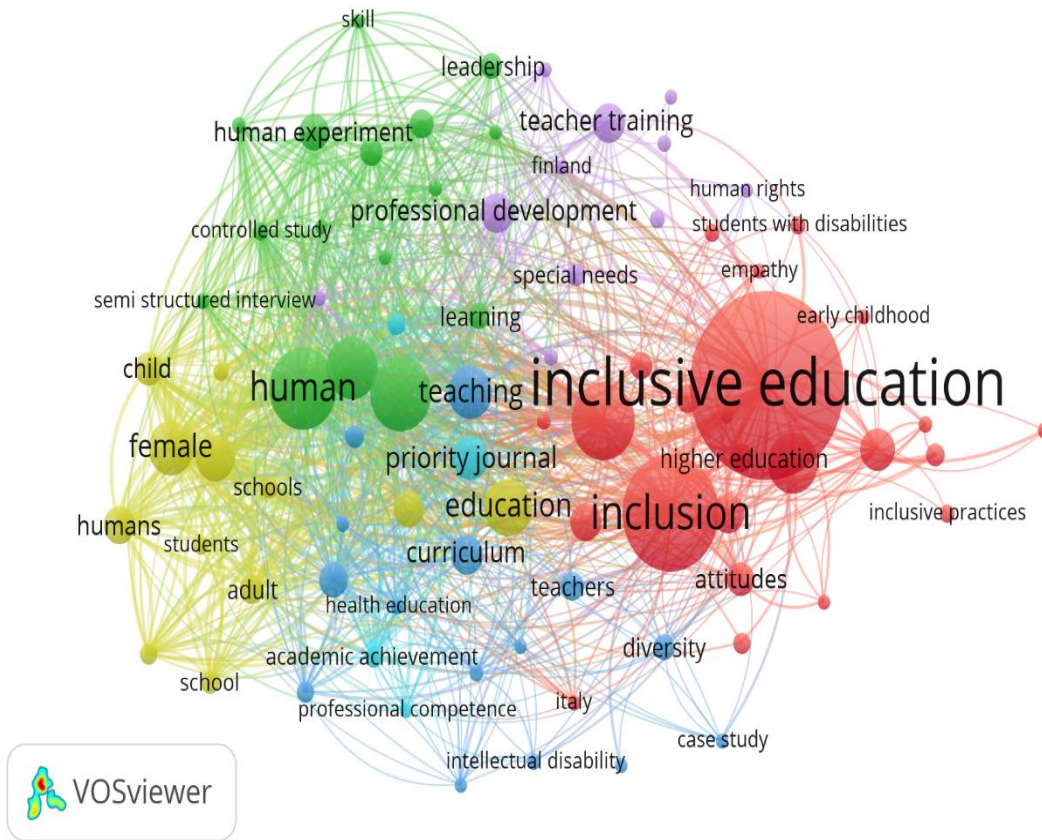 skill
leadership
human experiment
teacher training
finland
human rights
professional development
students with disabilities
controlled study
special needs
empathy
semi structured interview
learning
early childhood
child
human
teaching
inclusive education
female
priority journal
higher education
schools
education
inclusion
inclusive practices
humans
students
curriculum
adult
health education
teachers
attitudes
academic achievement
diversity
school
professional competence
italy
case study
intellectual disability
VOSviewer